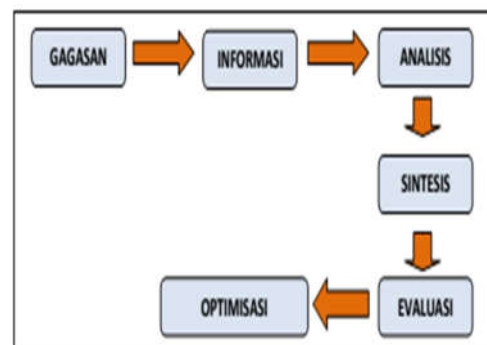 GAGASAN
INFORMASI
ANALISIS
SINTESIS
EVALUASI
OPTIMISASI